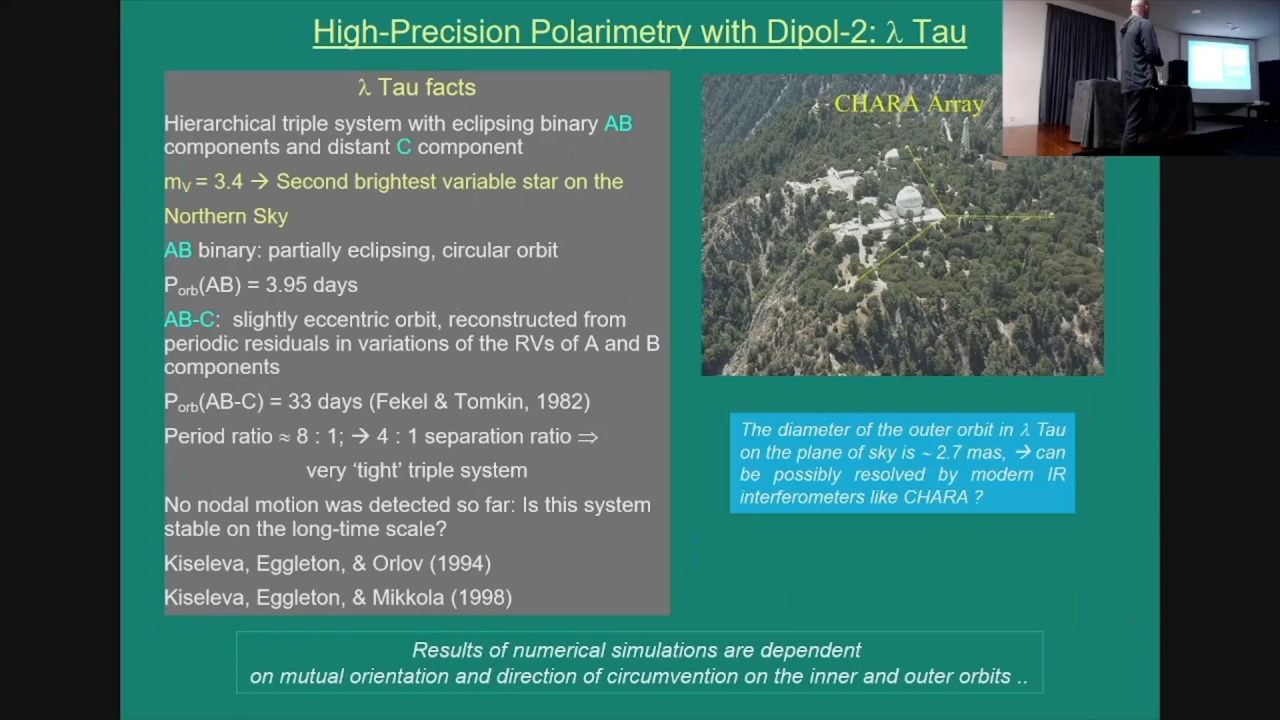 High-Precision Polarimetry with Dipol-2: λ Tau
λ Tau facts
Hierarchical triple system with eclipsing binary AB
components and distant C component
mV = 3.4 → Second brightest variable star on the
Northern Sky
AB binary: partially eclipsing, circular orbit
Porb(AB) = 3.95 days
AB-C: slightly eccentric orbit, reconstructed from
periodic residuals in variations of the RVs of A and B
components
Porb(AB-C) = 33 days (Fekel & Tomkin, 1982)
Period ratio ≈ 8 : 1; → 4 : 1 separation ratio ⇒
very ‘tight’ triple system
No nodal motion was detected so far: Is this system
stable on the long-time scale?
Kiseleva, Eggleton, & Orlov (1994)
Kiseleva, Eggleton, & Mikkola (1998)
CHARA Array
The diameter of the outer orbit in λ Tau
on the plane of sky is ~ 2.7 mas, → can
be possibly resolved by modern IR
interferometers like CHARA ?
Results of numerical simulations are dependent
on mutual orientation and direction of circumvention on the inner and outer orbits ..